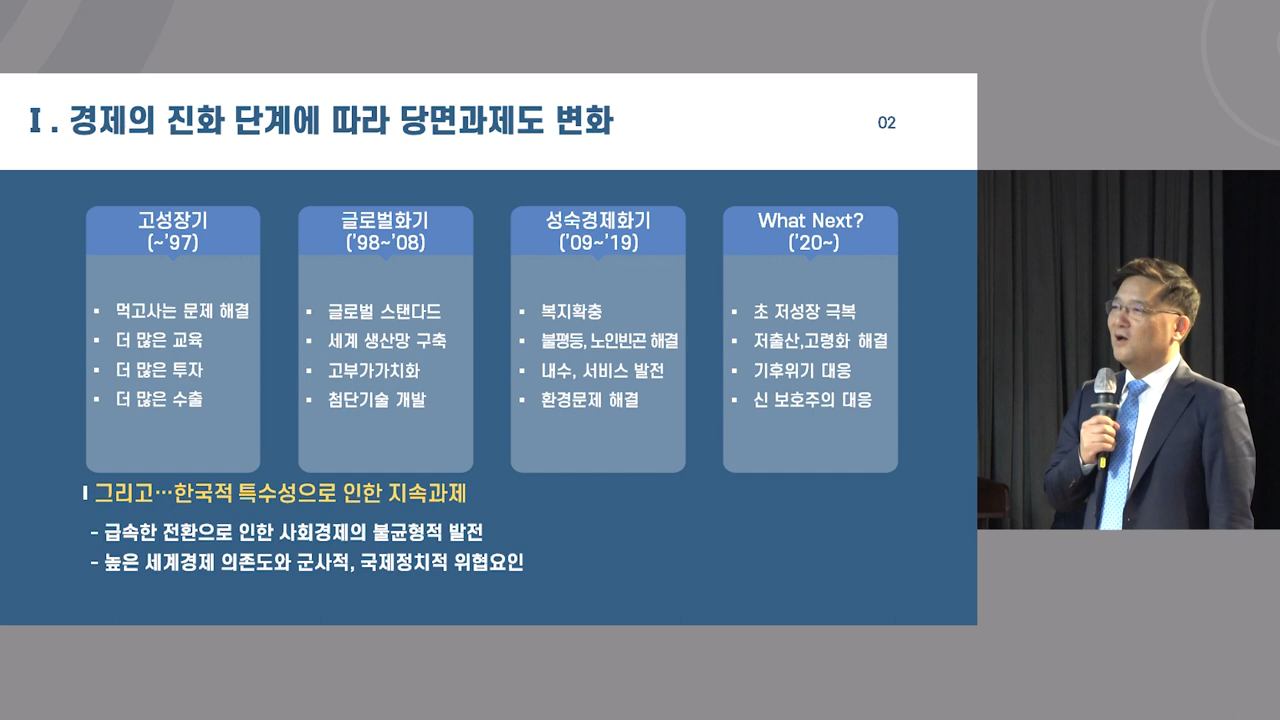 Ⅰ. 경제의 진화 단계에 따라 당면과제도 변화
02
고성장기
(~'97)
▪ 먹고사는 문제 해결
▪ 더 많은 교육
▪ 더 많은 투자
▪ 더 많은 수출
글로벌화기
('98~'08)
▪ 글로벌 스탠다드
▪ 세계 생산망 구축
▪ 고부가가치화
▪ 첨단기술 개발
성숙경제화기
('09~'19)
▪ 복지확충
▪ 불평등, 노인빈곤 해결
▪ 내수, 서비스 발전
▪ 환경문제 해결
What Next?
('20~)
▪ 초 저성장 극복
▪ 저출산,고령화 해결
▪ 기후위기 대응
▪ 신 보호주의 대응
그리고…한국적 특수성으로 인한 지속과제
- 급속한 전환으로 인한 사회경제의 불균형적 발전
- 높은 세계경제 의존도와 군사적, 국제정치적 위협요인